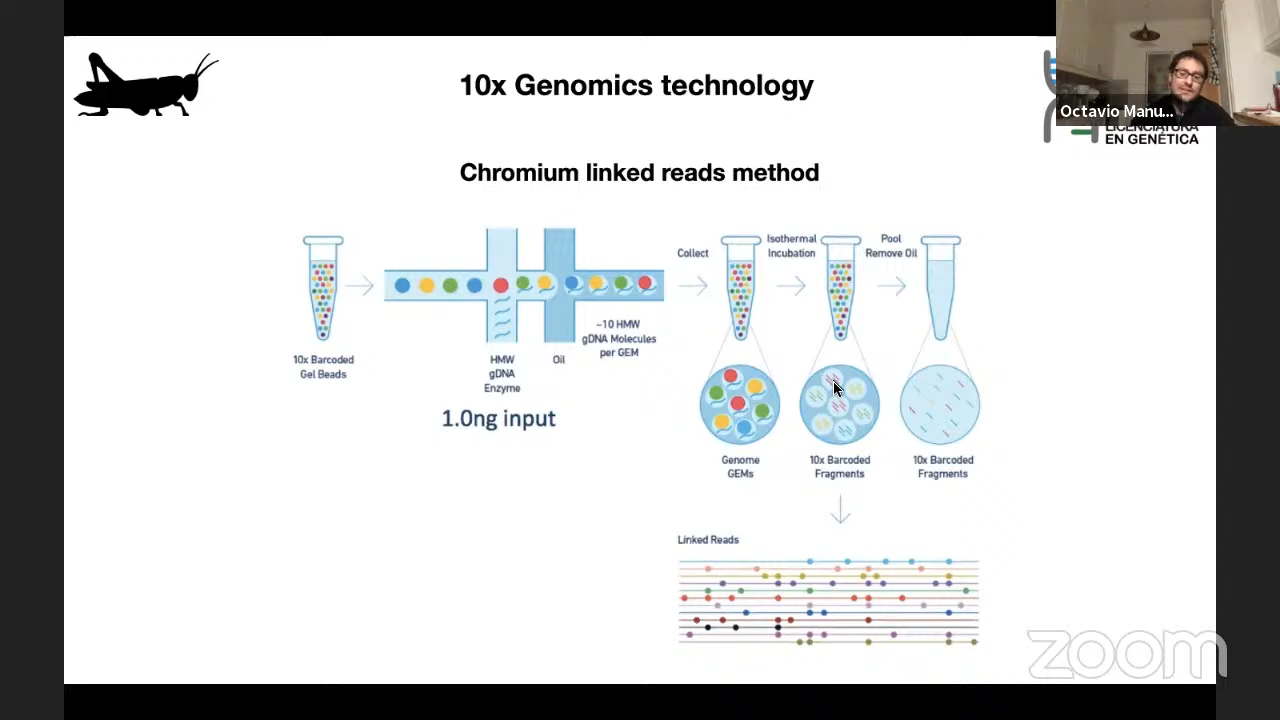 10x Genomics technology
Octavio Manu...
LICENCIATURA
EN GENÉTICA
Chromium linked reads method
Collect
Isothermal
Incubation
Pool
Remove Oil
~10 HMW
gDNA Molecules
per GEM
10x Barcoded
Gel Beads
HMW
gDNA
Enzyme
Oil
1.0ng input
Genome
GEMs
10x Barcoded
Fragments
10x Barcoded
Fragments
Linked Reads
zoom